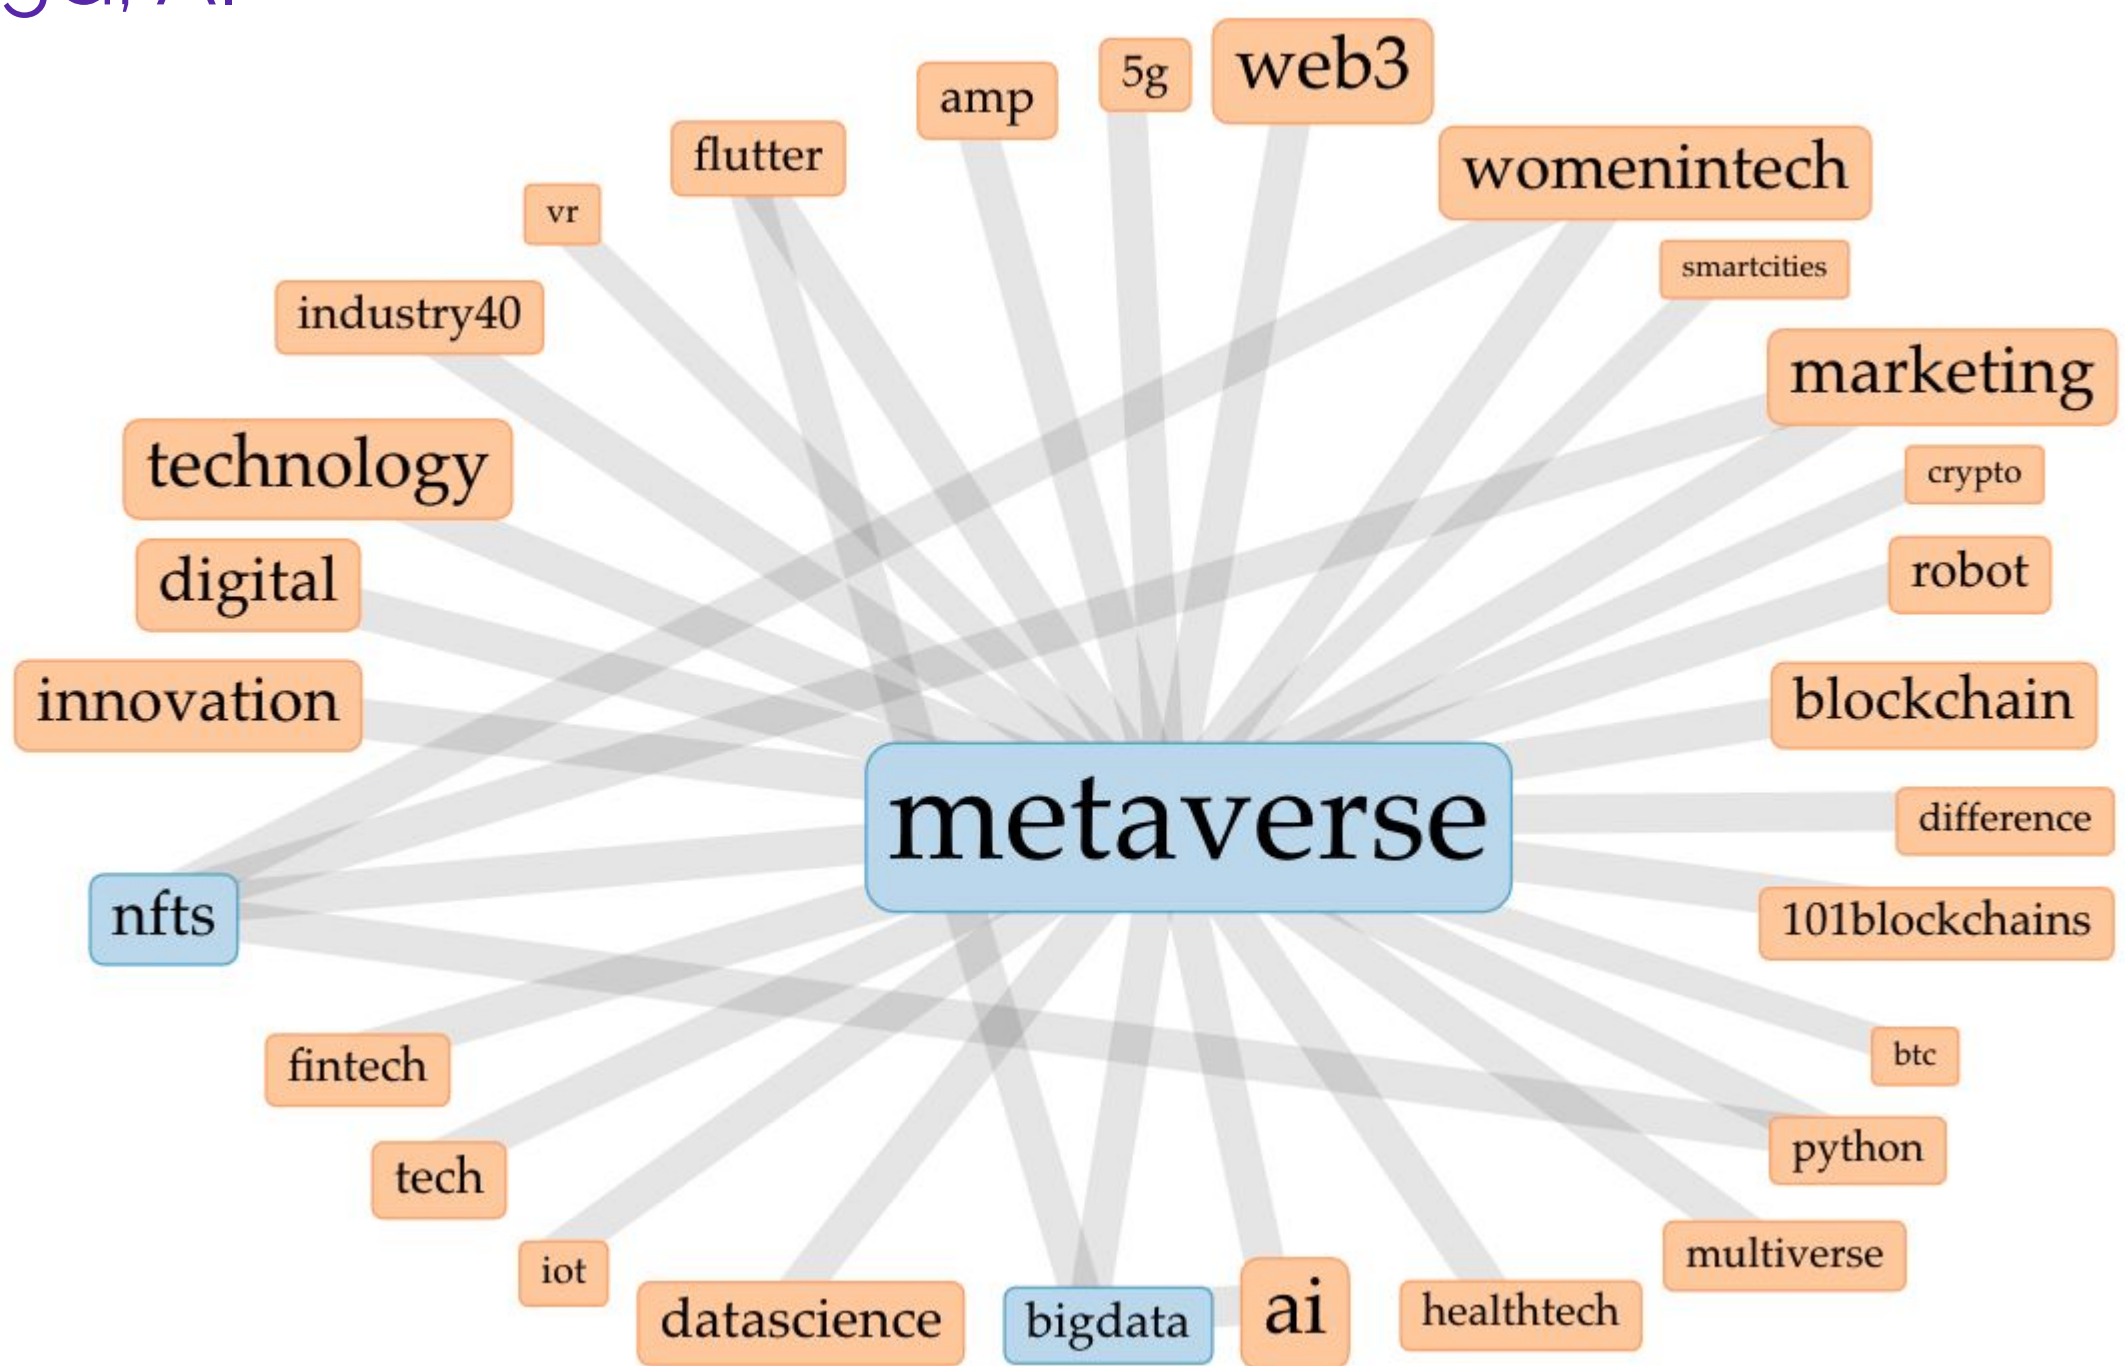 web3
5g
amp
flutter
womenintech
vr
smartcities
industry40
marketing
technology
crypto
digital
robot
innovation
blockchain
metaverse
difference
nfts
101blockchains
fintech
btc
tech
python
iot
multiverse
datascience
bigdata
ai
healthtech